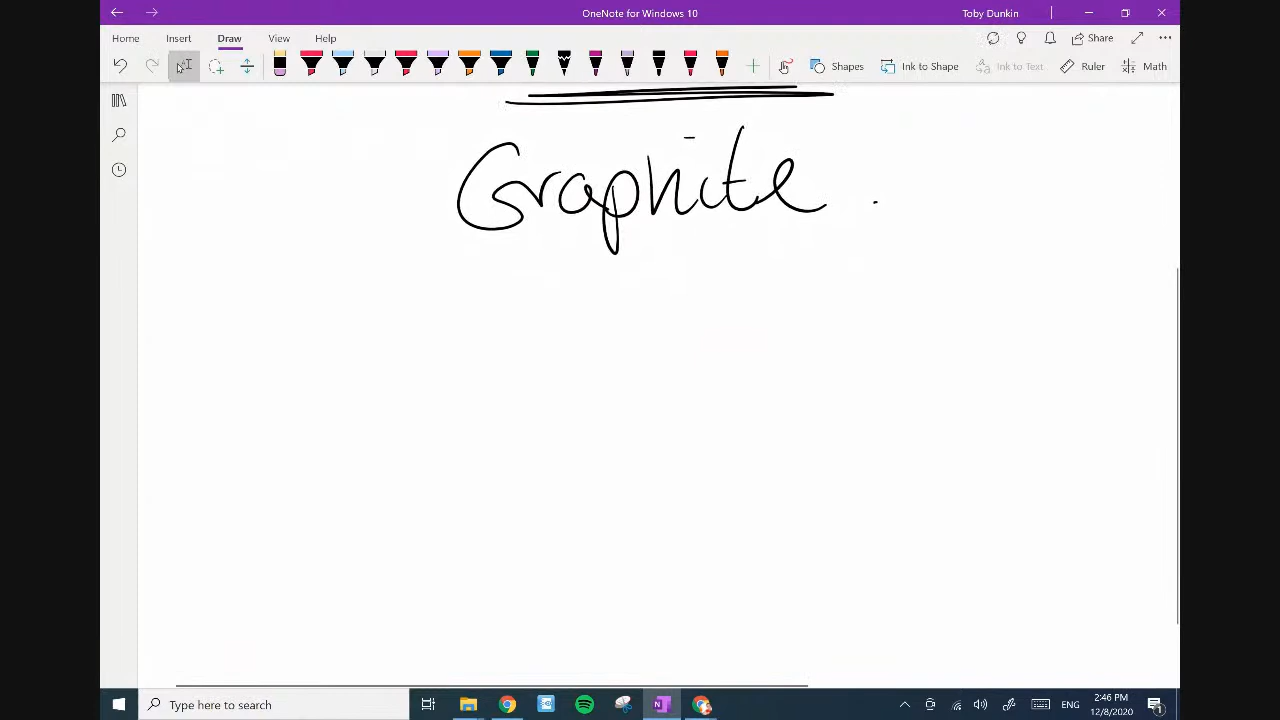 OneNote for Windows 10
Toby Dunkin
Home Insert Draw View Help
Share
Shapes Ink to Shape Ink to Text Ruler Math
Graphite
Type here to search
ENG
2:46 PM
12/8/2020
1